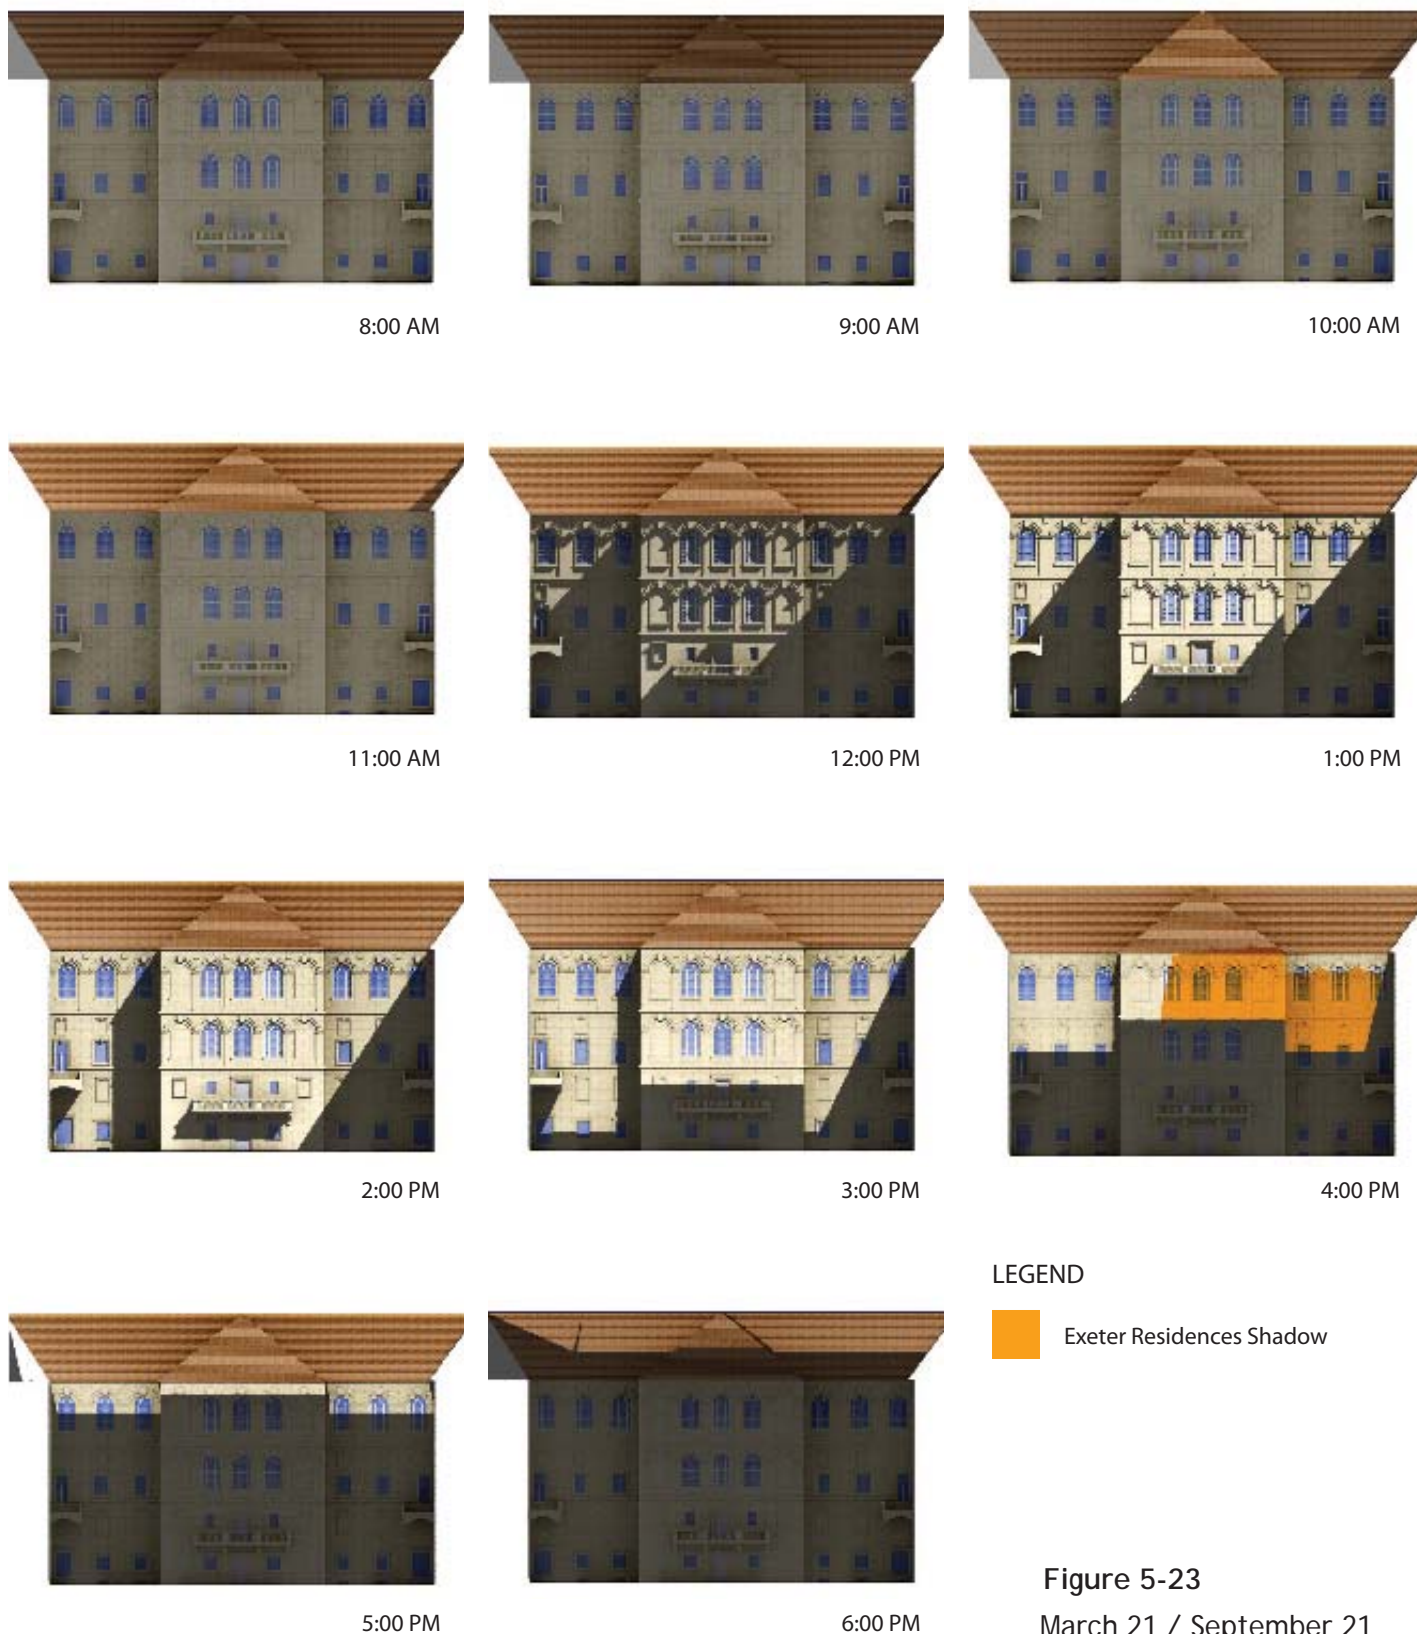 8:00 AM
9:00 AM
10:00 AM
11:00 AM
12:00 PM
1:00 PM
2:00 PM
3:00 PM
4:00 PM
LEGEND
Exeter Residences Shadow
5:00 PM
6:00 PM
Figure 5-23
March 21 / September 21